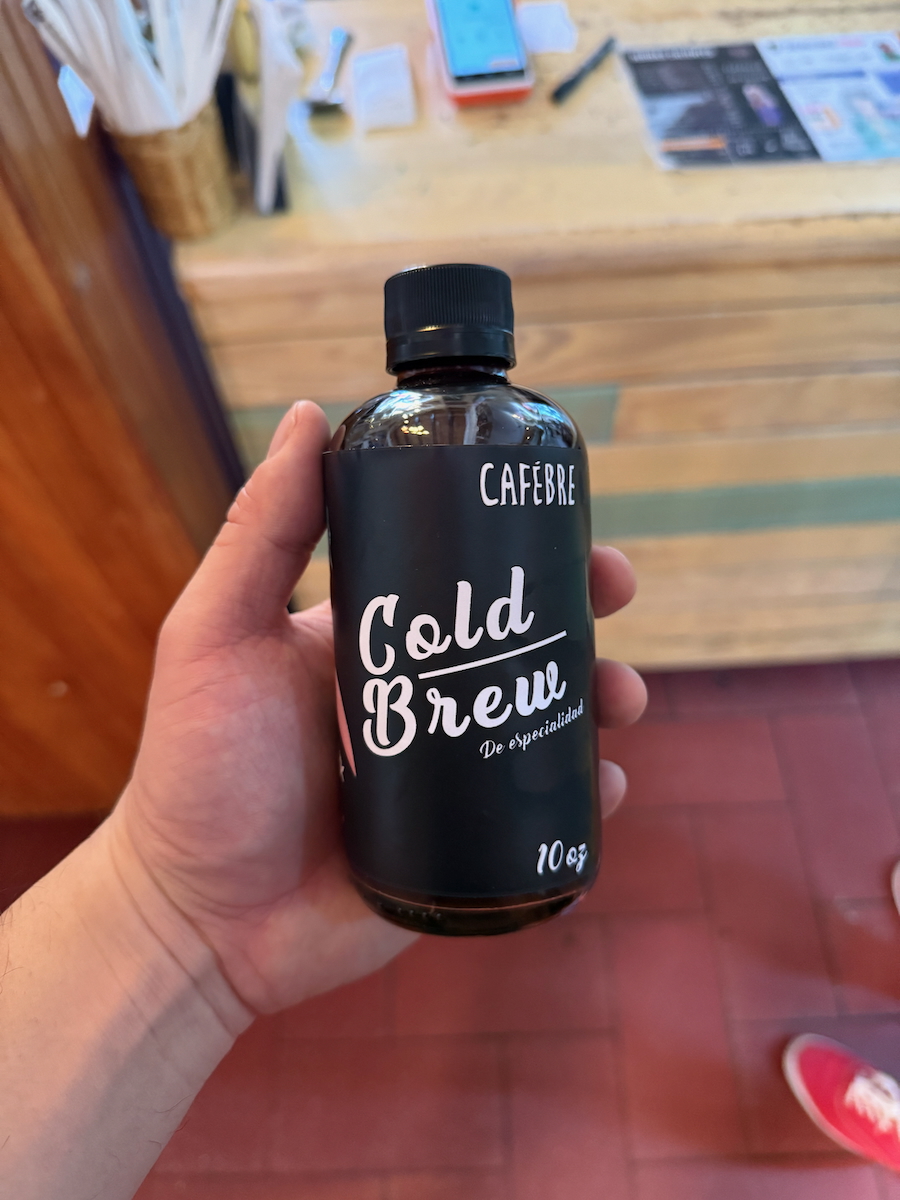 CAFÉBRE
Cold
Brew
De especialidad
10 oz